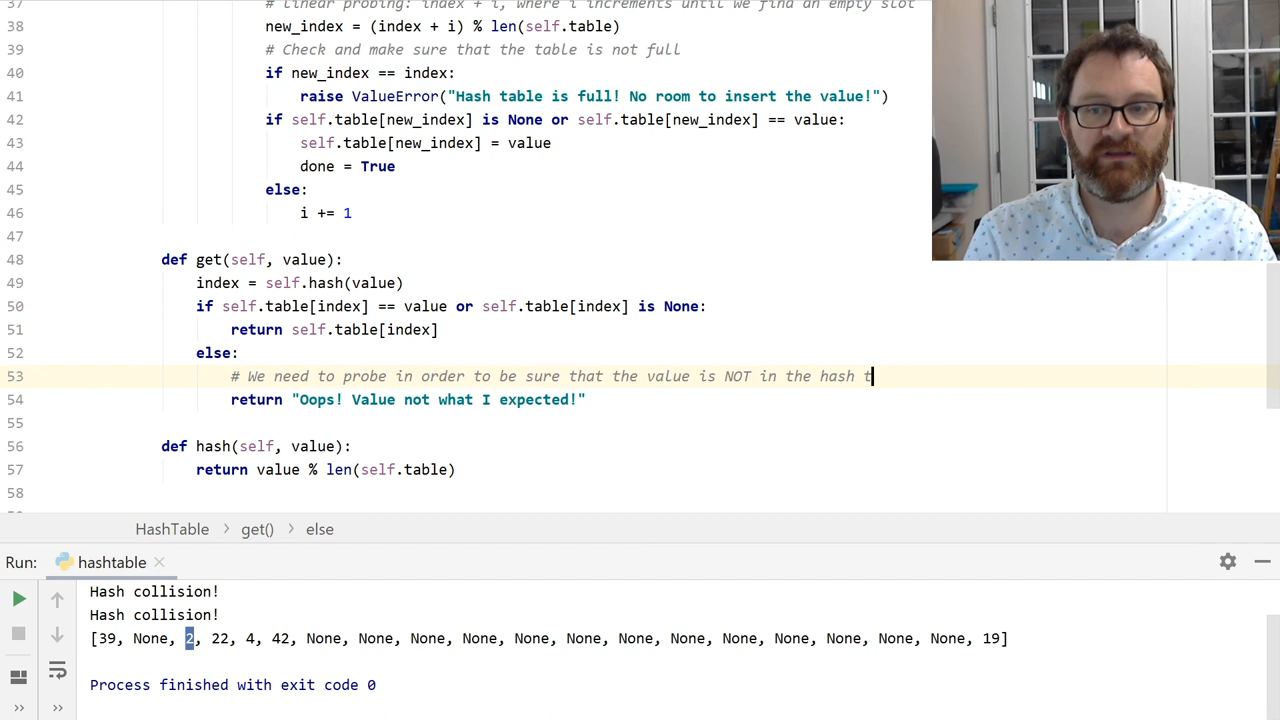 37 # linear probing: index + i, where i increments until we find an empty slot
38 new_index = (index + i) % len(self.table)
39 # Check and make sure that the table is not full
40 if new_index == index:
41 raise ValueError("Hash table is full! No room to insert the value!")
42 if self.table[new_index] is None or self.table[new_index] == value:
43 self.table[new_index] = value
44 done = True
45 else:
46 i += 1
47
48 def get(self, value):
49 index = self.hash(value)
50 if self.table[index] == value or self.table[index] is None:
51 return self.table[index]
52 else:
53 # We need to probe in order to be sure that the value is NOT in the hash t
54 return "Oops! Value not what I expected!"
55
56 def hash(self, value):
57 return value % len(self.table)
58
HashTable > get() > else
Run: hashtable
Hash collision!
Hash collision!
[39, None, 2, 22, 4, 42, None, None, None, None, None, None, None, None, None, None, None, None, None, 19]
Process finished with exit code 0